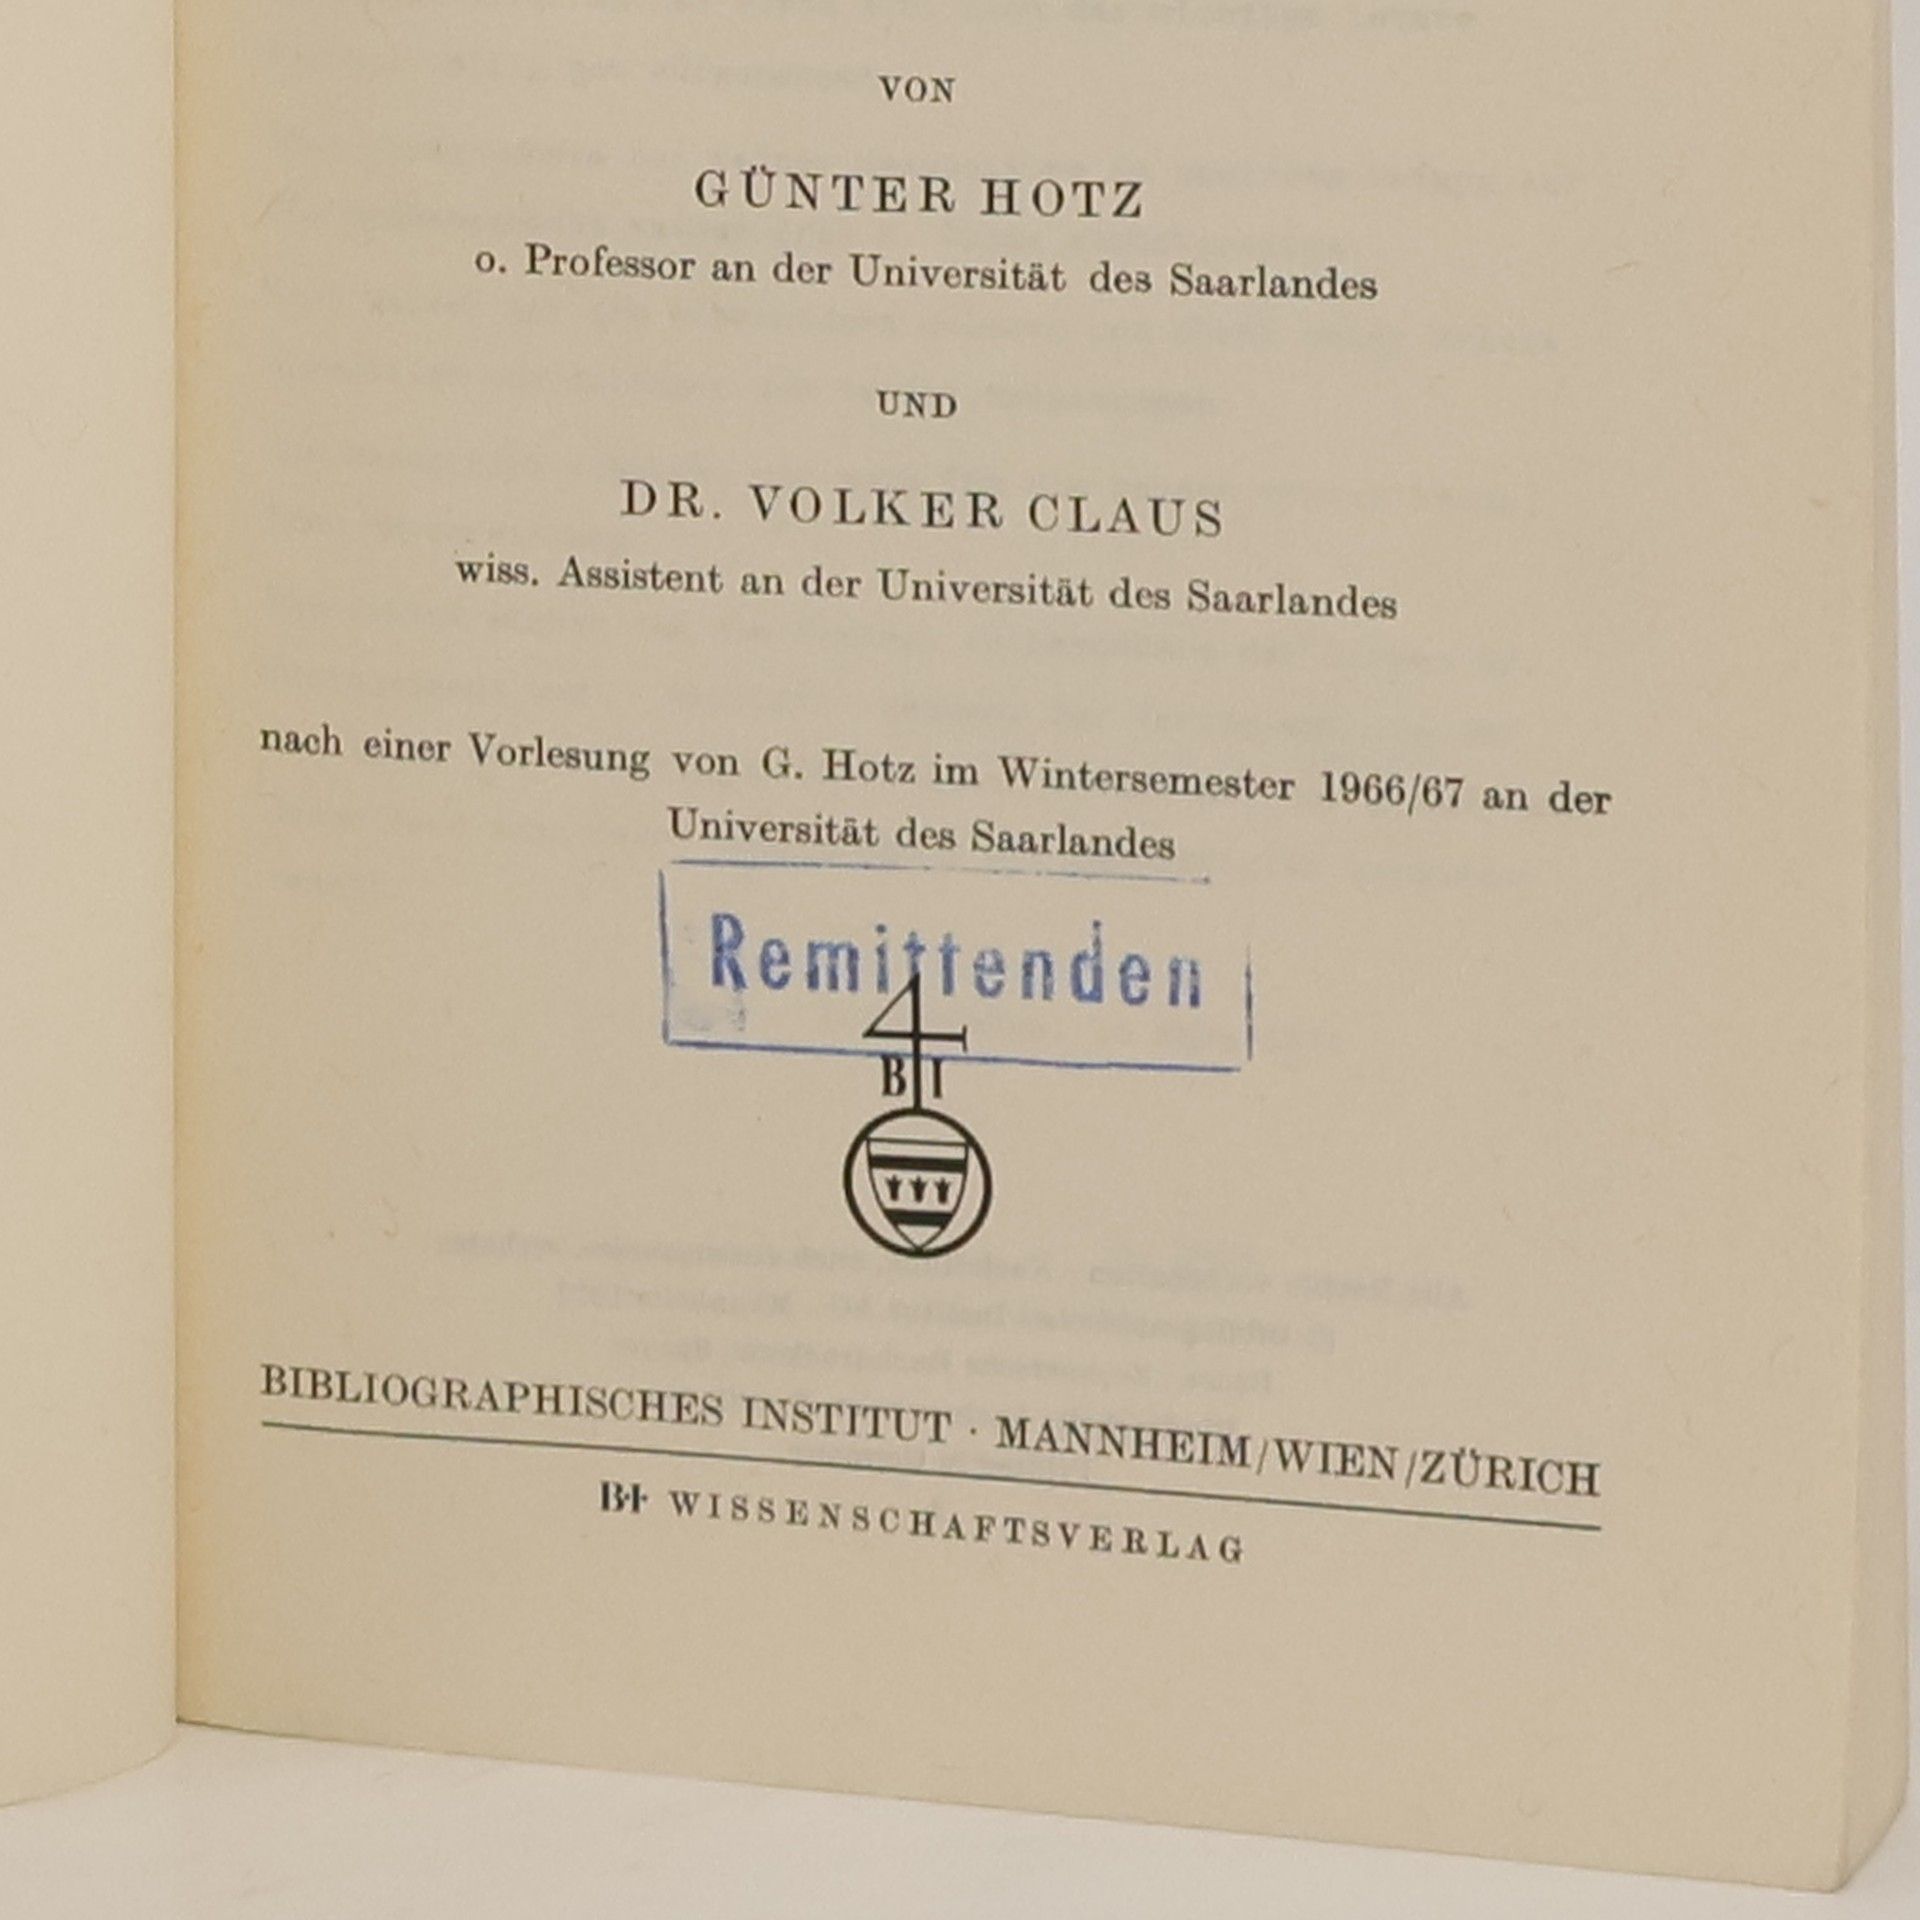 VON
GÜNTER HOTZ
o. Professor an der Universität des Saarlandes
UND
DR. VOLKER CLAUS
wiss. Assistent an der Universität des Saarlandes
nach einer Vorlesung von G. Hotz im Wintersemester 1966/67 an der
Universität des Saarlandes
Remittenden
B I
BIBLIOGRAPHISCHES INSTITUT · MANNHEIM/WIEN/ZÜRICH
B·I· WISSENSCHAFTSVERLAG